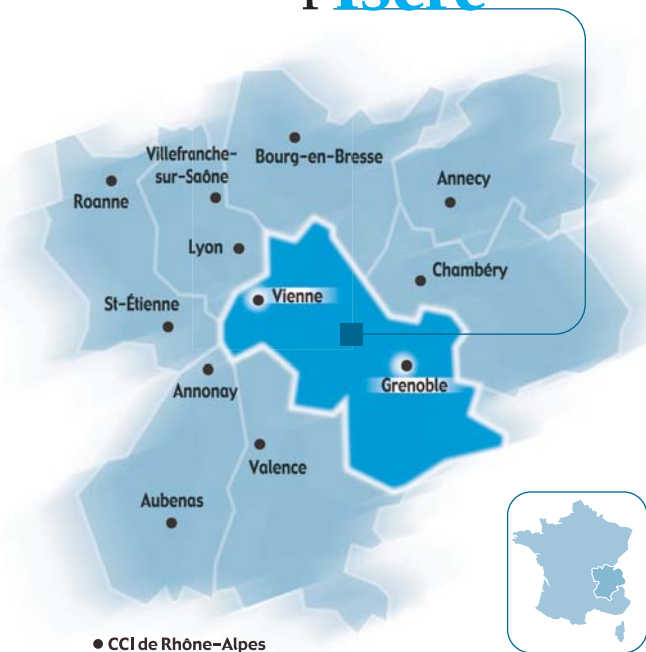 l'Isère
Villefranche-
sur-Saône
Bourg-en-Bresse
Roanne
Annecy
Lyon
Chambéry
Vienne
St-Étienne
Annonay
Grenoble
Valence
Aubenas
● CCI de Rhône-Alpes